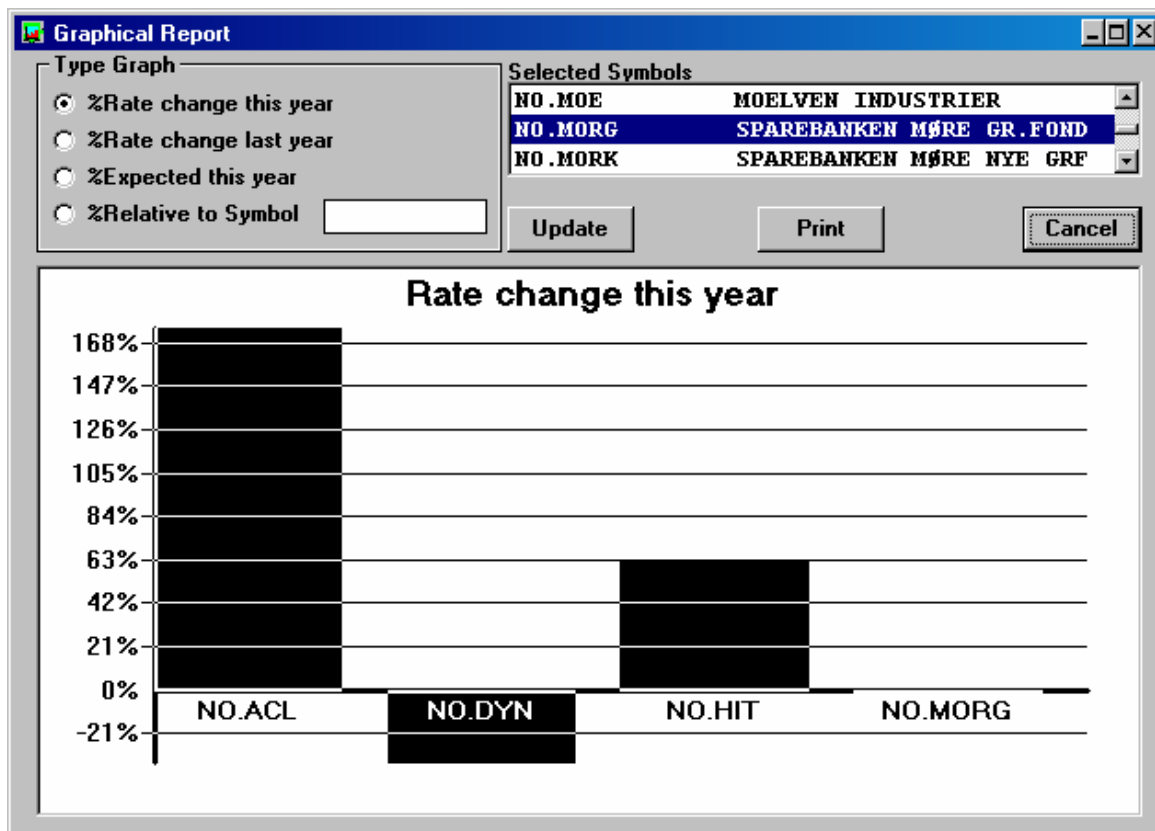 Graphical Report
Type Graph
%Rate change this year
%Rate change last year
%Expected this year
%Relative to Symbol
Selected Symbols
NO.MOE MOELVEN INDUSTRIER
NO.MORG SPAREBANKEN MØRE GR.FOND
NO.MORK SPAREBANKEN MØRE NYE GRF
Update Print Cancel
Rate change this year
168%
147%
126%
105%
84%
63%
42%
21%
0%
-21%
NO.ACL NO.DYN NO.HIT NO.MORG